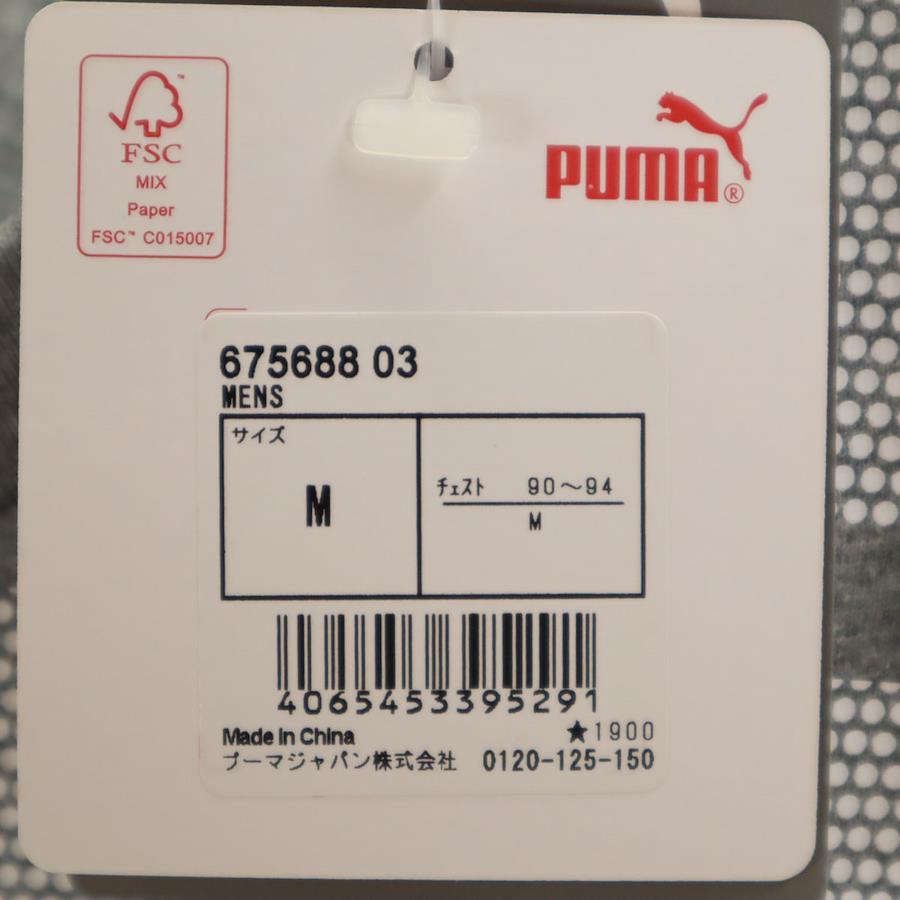 FSC
MIX
Paper
FSC™ C015007
PUMA®
675688 03
MENS
サイズ
M
チェスト 90～94
M
4065453395291
★1900
Made in China
プーマジャパン株式会社 0120-125-150